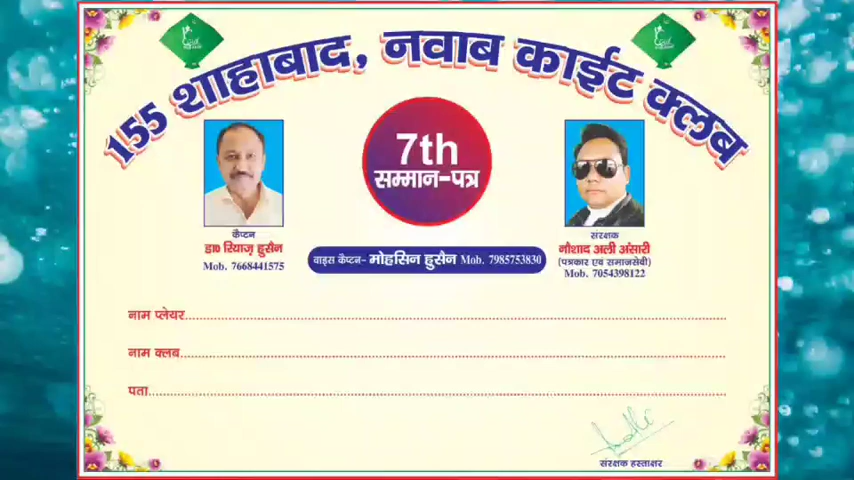 155 शाहाबाद, नवाब काईट क्लब
7th
सम्मान-पत्र
कैप्टन
डा० रियाज़ हुसैन
Mob. 7668441575
वाइस कैप्टन- मोहसिन हुसैन Mob. 7985753830
संरक्षक
नौशाद अली अंसारी
(पत्रकार एवं समाजसेवी)
Mob. 7054398122
नाम प्लेयर
नाम क्लब
पता
संरक्षक हस्ताक्षर